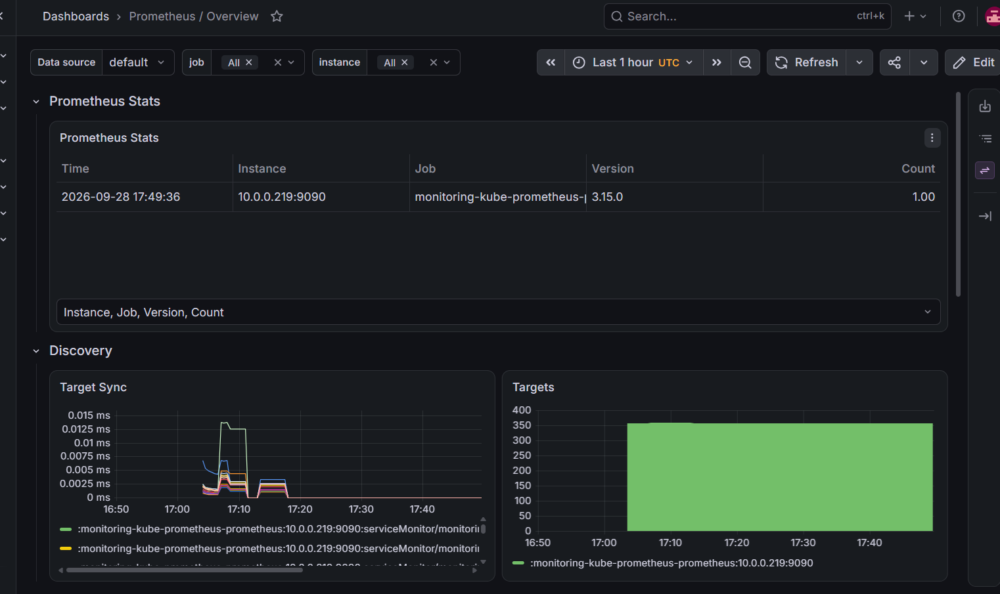 Dashboards › Prometheus / Overview
Search... ctrl+k
Data source default job All instance All Last 1 hour UTC Refresh Edit
Prometheus Stats
Prometheus Stats
Time Instance Job Version Count
2026-09-28 17:49:36 10.0.0.219:9090 monitoring-kube-prometheus- 3.15.0 1.00
Instance, Job, Version, Count
Discovery
Target Sync
0.015 ms
0.0125 ms
0.01 ms
0.0075 ms
0.005 ms
0.0025 ms
0 ms
16:50 17:00 17:10 17:20 17:30 17:40
:monitoring-kube-prometheus-prometheus:10.0.0.219:9090:serviceMonitor/monitorin
:monitoring-kube-prometheus-prometheus:10.0.0.219:9090:serviceMonitor/monitorin
Targets
400
350
300
250
200
150
100
50
0
16:50 17:00 17:10 17:20 17:30 17:40
:monitoring-kube-prometheus-prometheus:10.0.0.219:9090